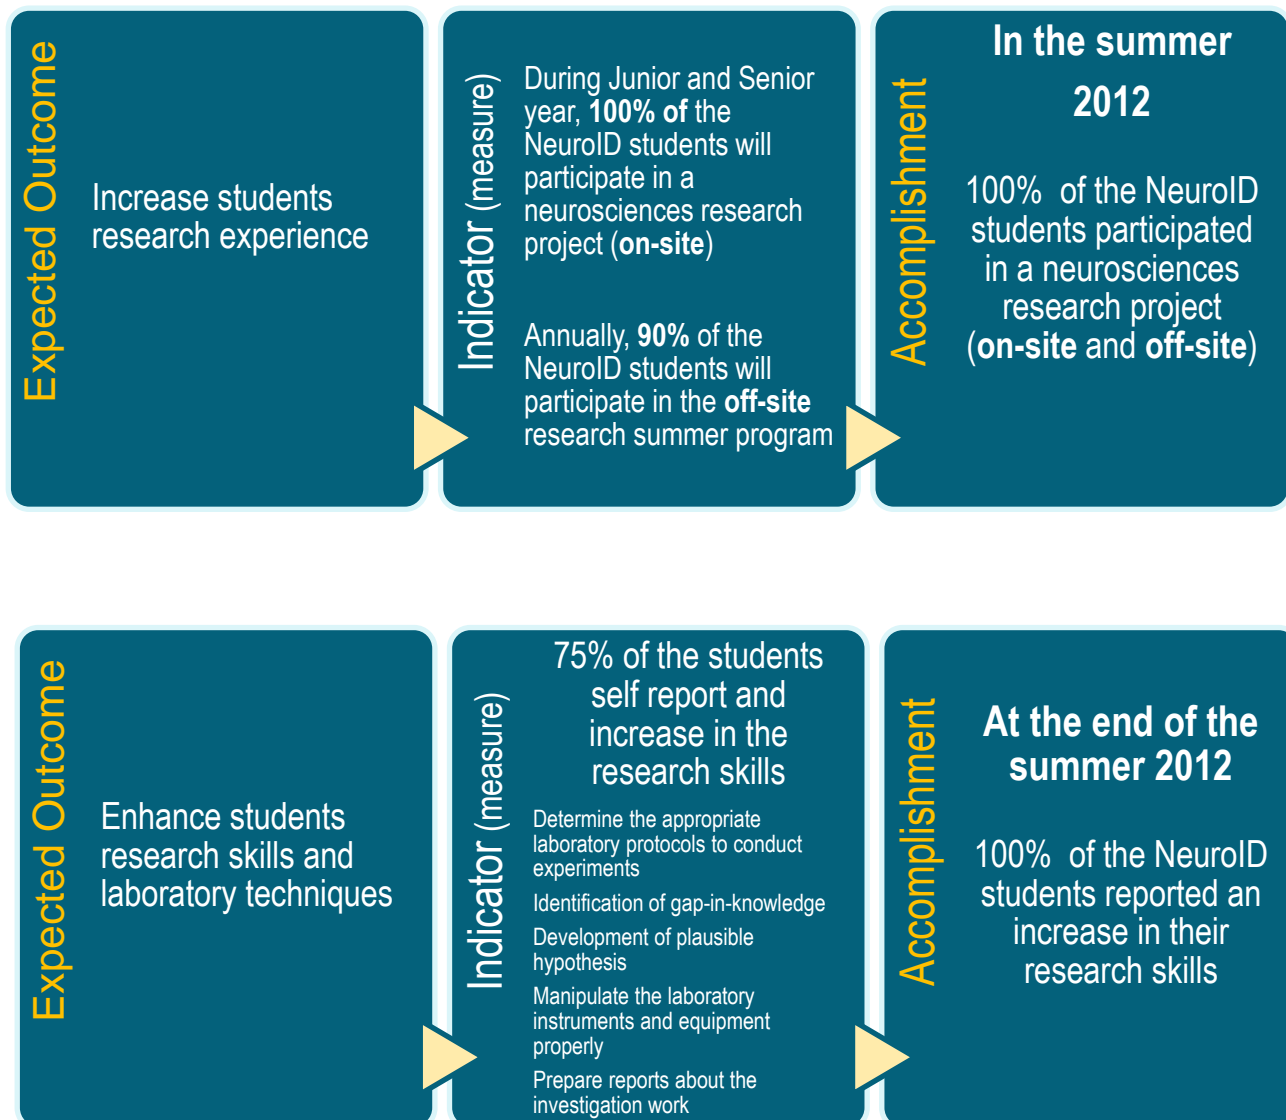 Expected Outcome
Increase students
research experience
Indicator (measure)
During Junior and Senior
year, 100% of the
NeuroID students will
participate in a
neurosciences research
project (on-site)
Annually, 90% of the
NeuroID students will
participate in the off-site
research summer program
Accomplishment
In the summer
2012
100% of the NeuroID
students participated
in a neurosciences
research project
(on-site and off-site)
Expected Outcome
Enhance students
research skills and
laboratory techniques
Indicator (measure)
75% of the students
self report and
increase in the
research skills
Determine the appropriate
laboratory protocols to conduct
experiments
Identification of gap-in-knowledge
Development of plausible
hypothesis
Manipulate the laboratory
instruments and equipment
properly
Prepare reports about the
investigation work
Accomplishment
At the end of the
summer 2012
100% of the NeuroID
students reported an
increase in their
research skills